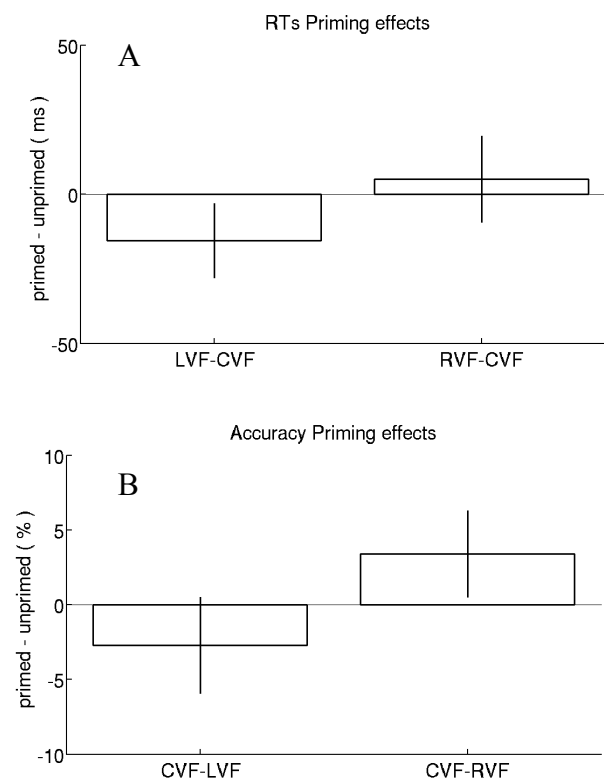 RTs Priming effects
A
50
0
-50
primed - unprimed ( ms )
LVF-CVF
RVF-CVF
Accuracy Priming effects
B
10
5
0
-5
-10
primed - unprimed ( % )
CVF-LVF
CVF-RVF